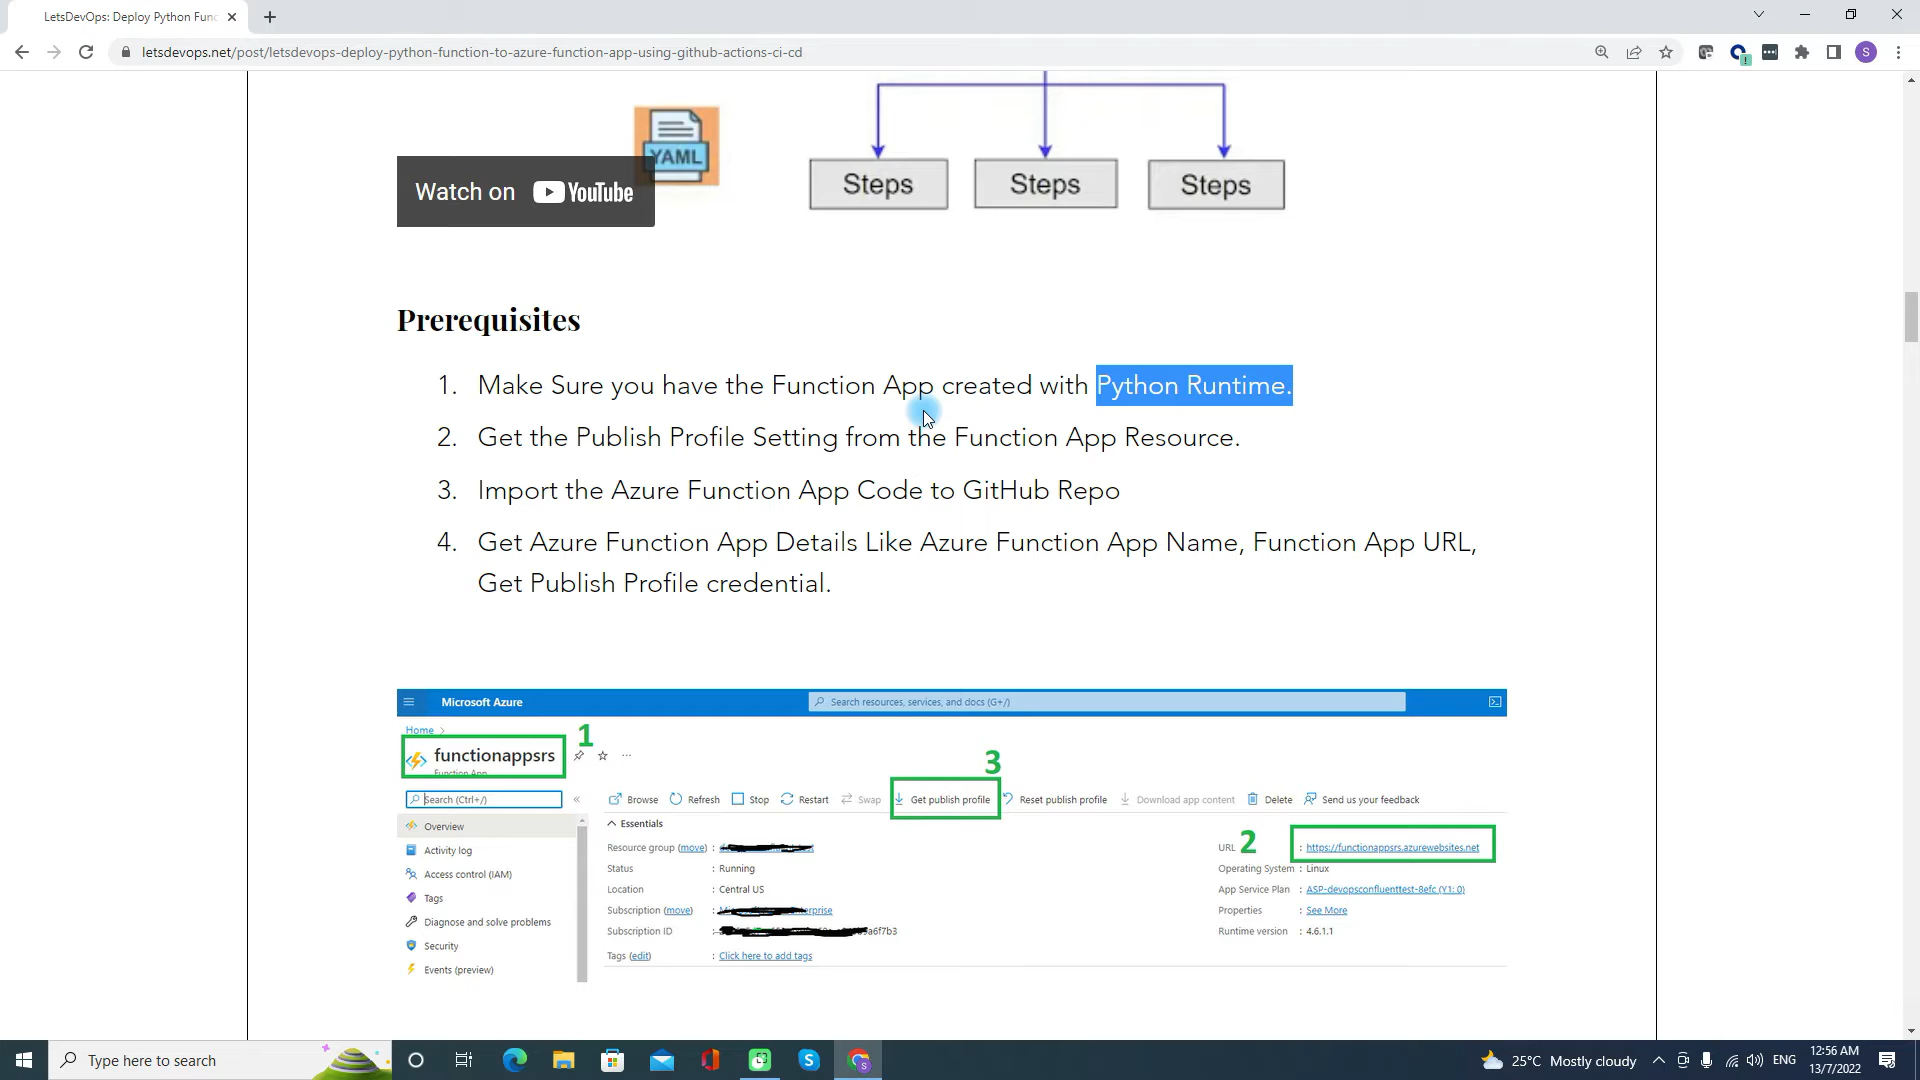 LetsDevOps: Deploy Python Func
letsdevops.net/post/letsdevops-deploy-python-function-to-azure-function-app-using-github-actions-ci-cd
S
YAML
Watch on YouTube
Steps Steps Steps
Prerequisites
1. Make Sure you have the Function App created with Python Runtime.
2. Get the Publish Profile Setting from the Function App Resource.
3. Import the Azure Function App Code to GitHub Repo
4. Get Azure Function App Details Like Azure Function App Name, Function App URL,
Get Publish Profile credential.
Microsoft Azure Search resources, services, and docs (G+/)
Home >
functionappsrs 1 ...
Function App
3
Search (Ctrl+/) « Browse Refresh Stop Restart Swap Get publish profile Reset publish profile Download app content Delete Send us your feedback
Overview Essentials
Resource group (move) : URL 2 : https://functionappsrs.azurewebsites.net
Activity log
Status : Running Operating System : Linux
Access control (IAM)
Location : Central US App Service Plan : ASP-devopsconfluenttest-8efc (Y1: 0)
Tags
Subscription (move) : erprise Properties : See More
Diagnose and solve problems
Subscription ID : a6f7b3 Runtime version : 4.6.1.1
Security
Tags (edit) : Click here to add tags
Events (preview)
Type here to search
25°C Mostly cloudy
ENG
12:56 AM
13/7/2022